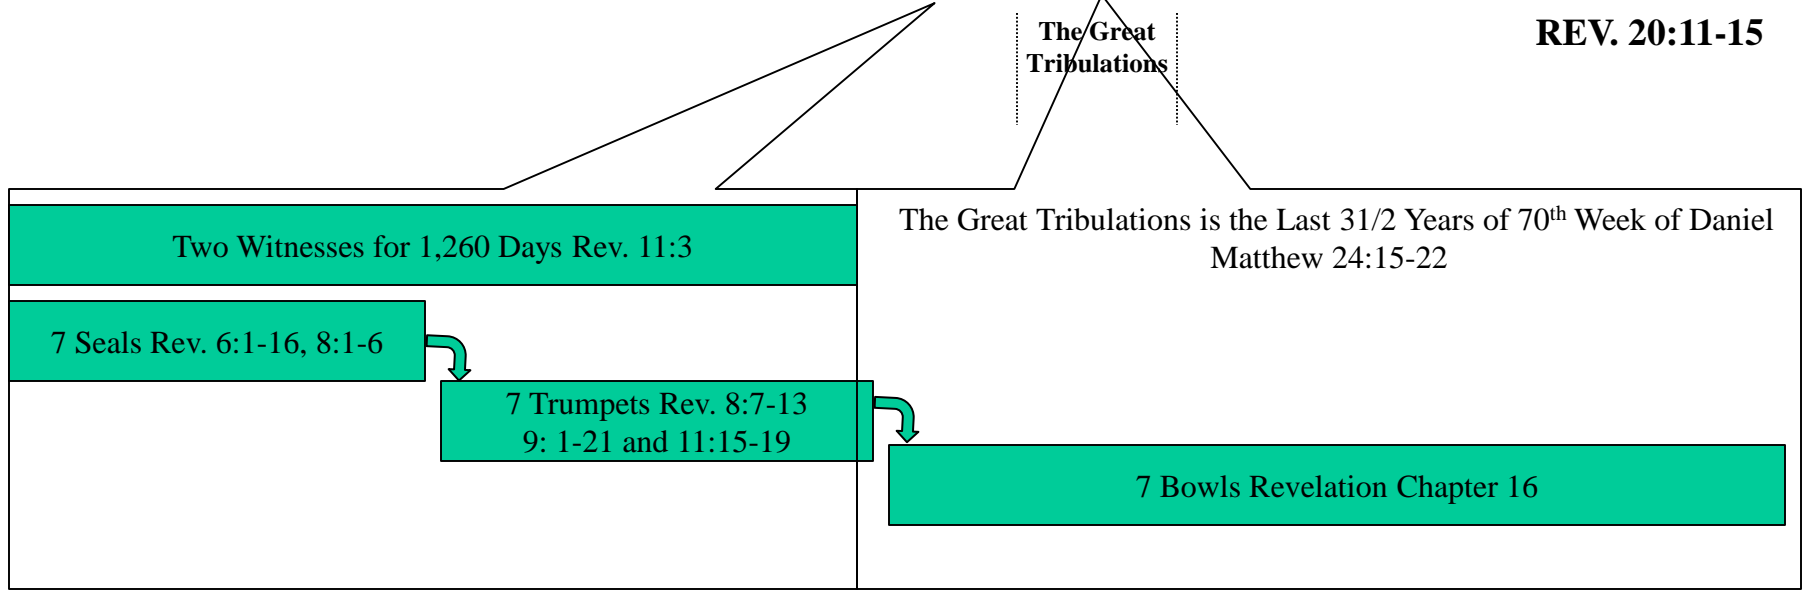 The Great
Tribulations
REV. 20:11-15
Two Witnesses for 1,260 Days Rev. 11:3
The Great Tribulations is the Last 31/2 Years of 70th Week of Daniel
Matthew 24:15-22
7 Seals Rev. 6:1-16, 8:1-6
7 Trumpets Rev. 8:7-13
9: 1-21 and 11:15-19
7 Bowls Revelation Chapter 16